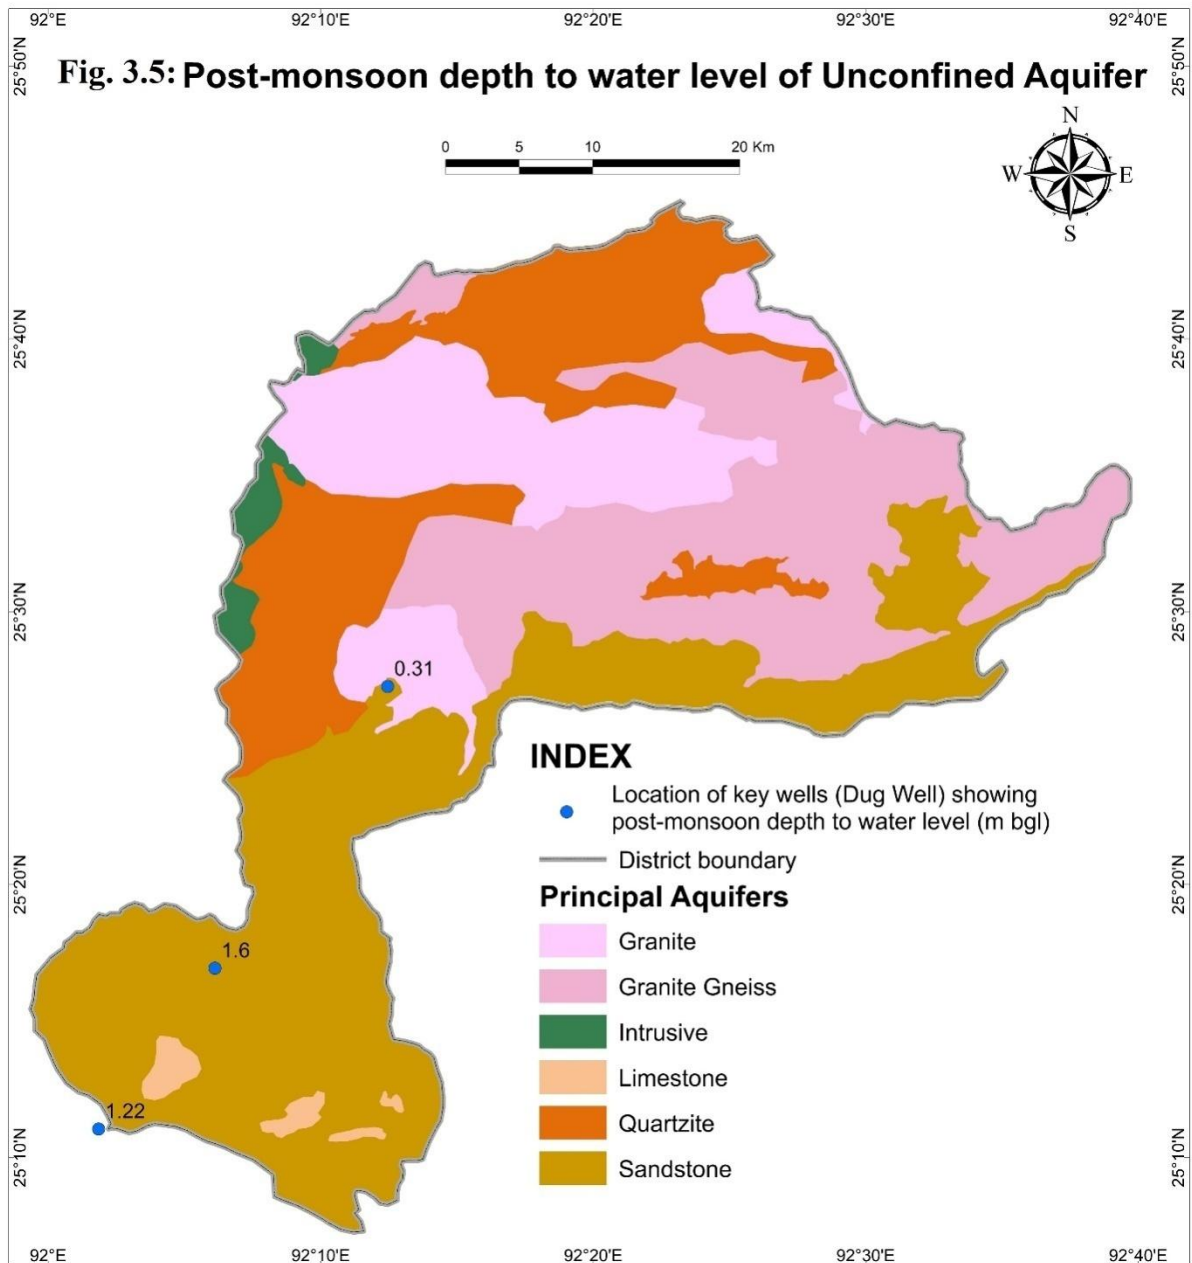 92°E 92°10'E 92°20'E 92°30'E 92°40'E
25°50'N 25°50'N
Fig. 3.5: Post-monsoon depth to water level of Unconfined Aquifer
N
W E
S
0 5 10 20 Km
25°40'N 25°40'N
25°30'N 25°30'N
0.31
INDEX
Location of key wells (Dug Well) showing
post-monsoon depth to water level (m bgl)
District boundary
25°20'N 25°20'N
Principal Aquifers
Granite
1.6
Granite Gneiss
Intrusive
Limestone
1.22
Quartzite
25°10'N 25°10'N
Sandstone
92°E 92°10'E 92°20'E 92°30'E 92°40'E